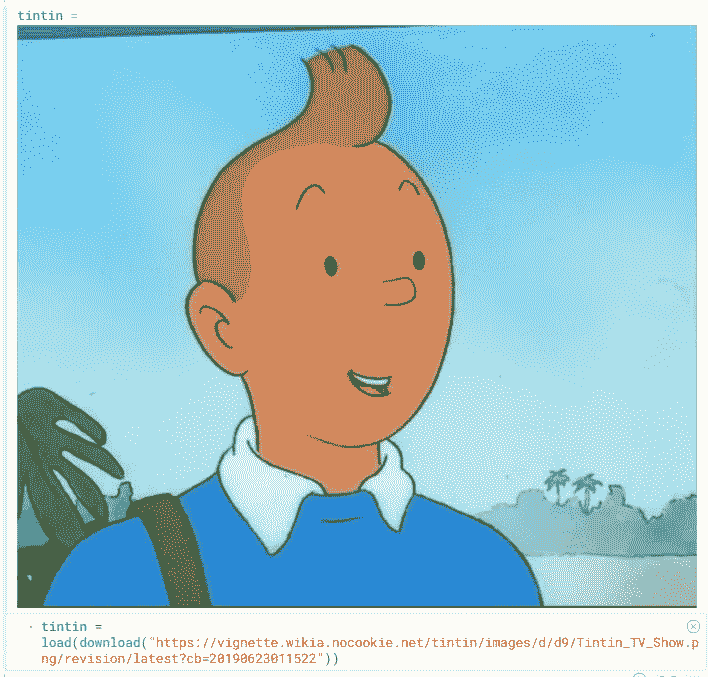 tintin =
tintin =
load(download("https://vignette.wikia.nocookie.net/tintin/images/d/d9/Tintin_TV_Show.p
ng/revision/latest?cb=20190623011522"))